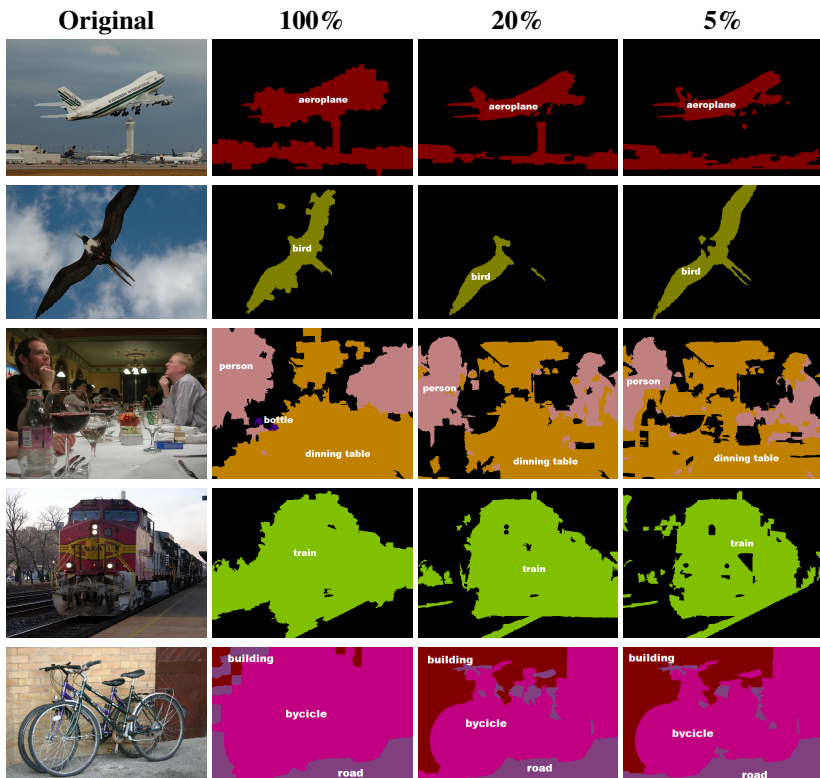 Original 100% 20% 5%
aeroplane aeroplane aeroplane
bird bird bird
person person person
bottle
dinning table dinning table dinning table
train train train
building building building
bycicle bycicle bycicle
road road road